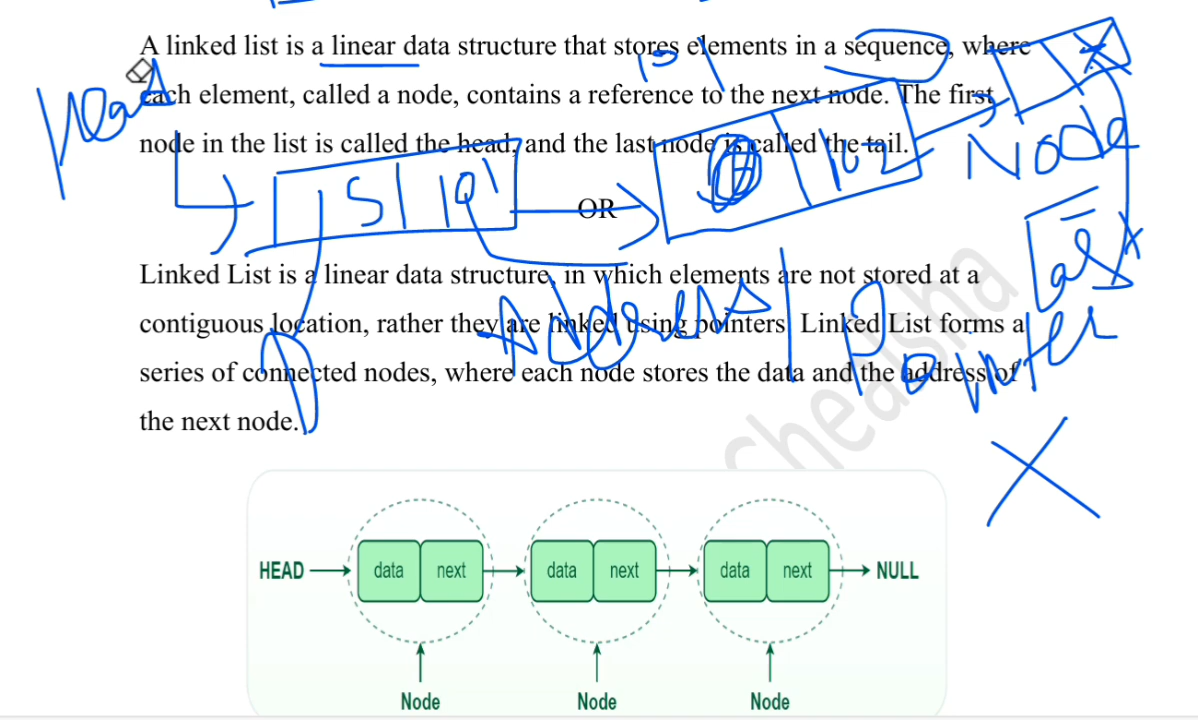 A linked list is a linear data structure that stores elements in a sequence, where
each element, called a node, contains a reference to the next node. The first
node in the list is called the head, and the last node is called the tail.
OR
Linked List is a linear data structure, in which elements are not stored at a
contiguous location, rather they are linked using pointers. Linked List forms a
series of connected nodes, where each node stores the data and the address of
the next node.
Head
101
15 | 101
102
Node
Address
Pointer
X
HEAD data next data next data next NULL
Node Node Node